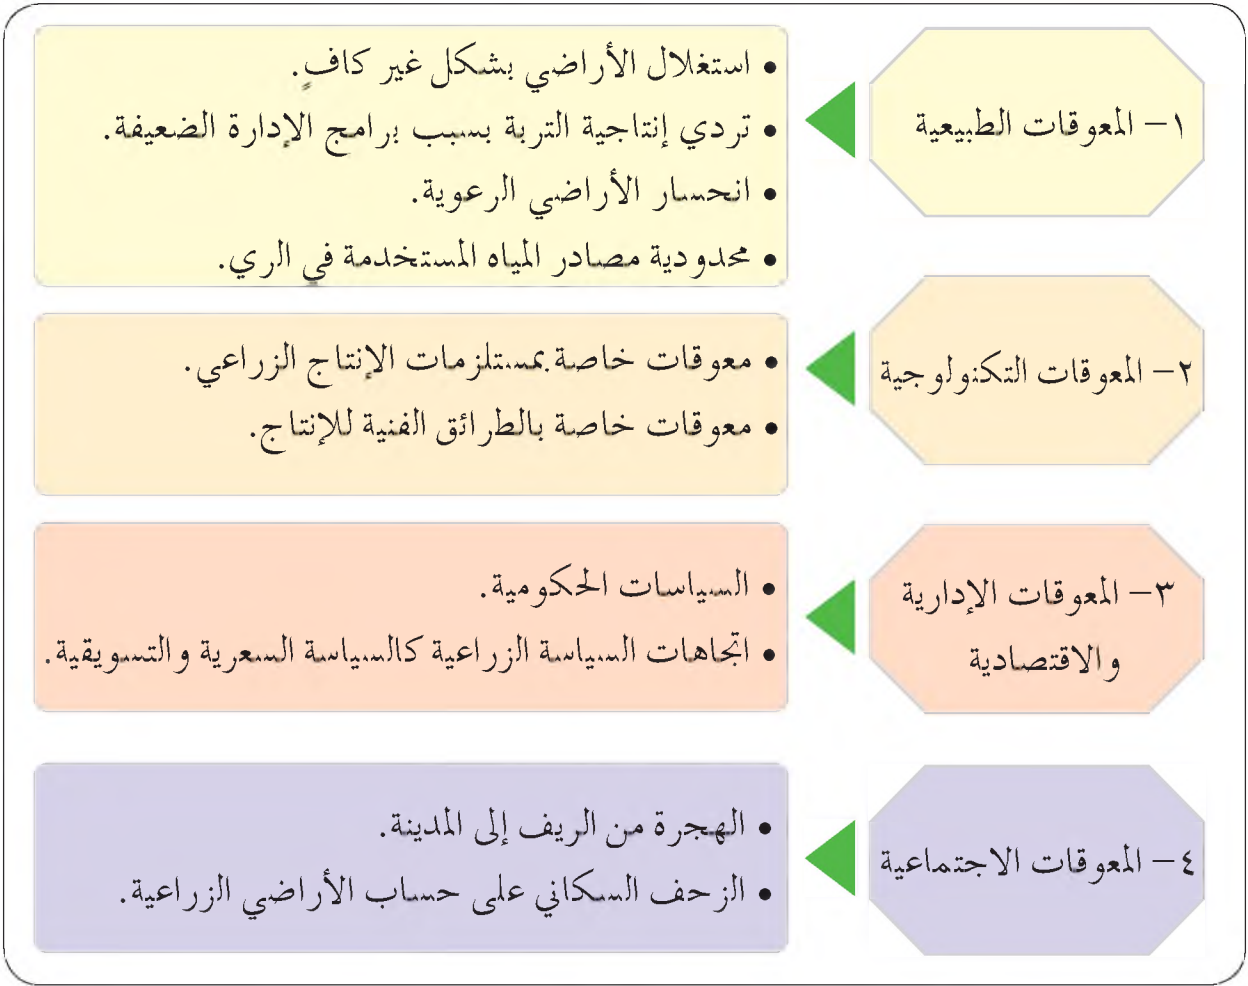 ١- المعوقات الطبيعية
• استغلال الأراضي بشكل غير كافٍ.
• تردي إنتاجية التربة بسبب برامج الإدارة الضعيفة.
• انحسار الأراضي الرعوية.
• محدودية مصادر المياه المستخدمة في الري.
٢- المعوقات التكنولوجية
• معوقات خاصة بمستلزمات الإنتاج الزراعي.
• معوقات خاصة بالطرائق الفنية للإنتاج.
٣- المعوقات الإدارية
والاقتصادية
• السياسات الحكومية.
• اتجاهات السياسة الزراعية كالسياسة السعرية والتسويقية.
٤- المعوقات الاجتماعية
• الهجرة من الريف إلى المدينة.
• الزحف السكاني على حساب الأراضي الزراعية.